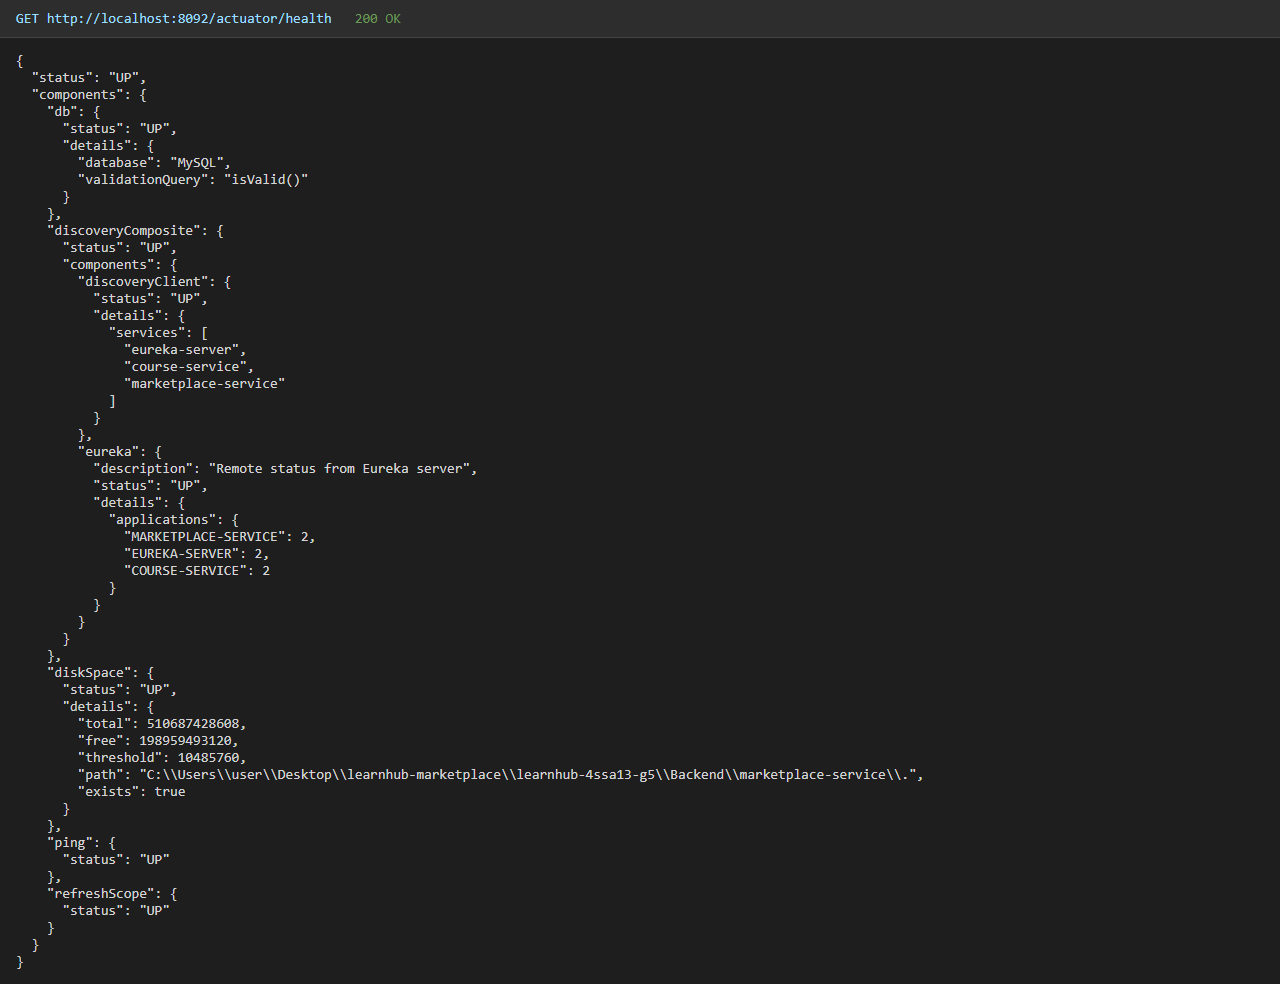 GET http://localhost:8092/actuator/health   200 OK
{
  "status": "UP",
  "components": {
    "db": {
      "status": "UP",
      "details": {
        "database": "MySQL",
        "validationQuery": "isValid()"
      }
    },
    "discoveryComposite": {
      "status": "UP",
      "components": {
        "discoveryClient": {
          "status": "UP",
          "details": {
            "services": [
              "eureka-server",
              "course-service",
              "marketplace-service"
            ]
          }
        },
        "eureka": {
          "description": "Remote status from Eureka server",
          "status": "UP",
          "details": {
            "applications": {
              "MARKETPLACE-SERVICE": 2,
              "EUREKA-SERVER": 2,
              "COURSE-SERVICE": 2
            }
          }
        }
      }
    },
    "diskSpace": {
      "status": "UP",
      "details": {
        "total": 510687428608,
        "free": 198959493120,
        "threshold": 10485760,
        "path": "C:\\Users\\user\\Desktop\\learnhub-marketplace\\learnhub-4ssa13-g5\\Backend\\marketplace-service\\.",
        "exists": true
      }
    },
    "ping": {
      "status": "UP"
    },
    "refreshScope": {
      "status": "UP"
    }
  }
}